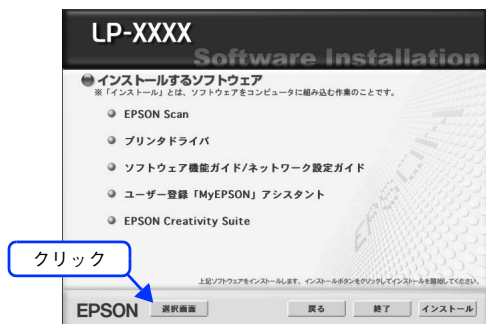 LP-XXXX
Software Installation
インストールするソフトウェア
※「インストール」とは、ソフトウェアをコンピュータに組み込む作業のことです。
EPSON Scan
プリンタドライバ
ソフトウェア機能ガイド/ネットワーク設定ガイド
ユーザー登録「MyEPSON」アシスタント
EPSON Creativity Suite
クリック
上記ソフトウェアをインストールします。インストールボタンをクリックしてインストールを開始してください。
EPSON 選択画面 戻る 終了 インストール